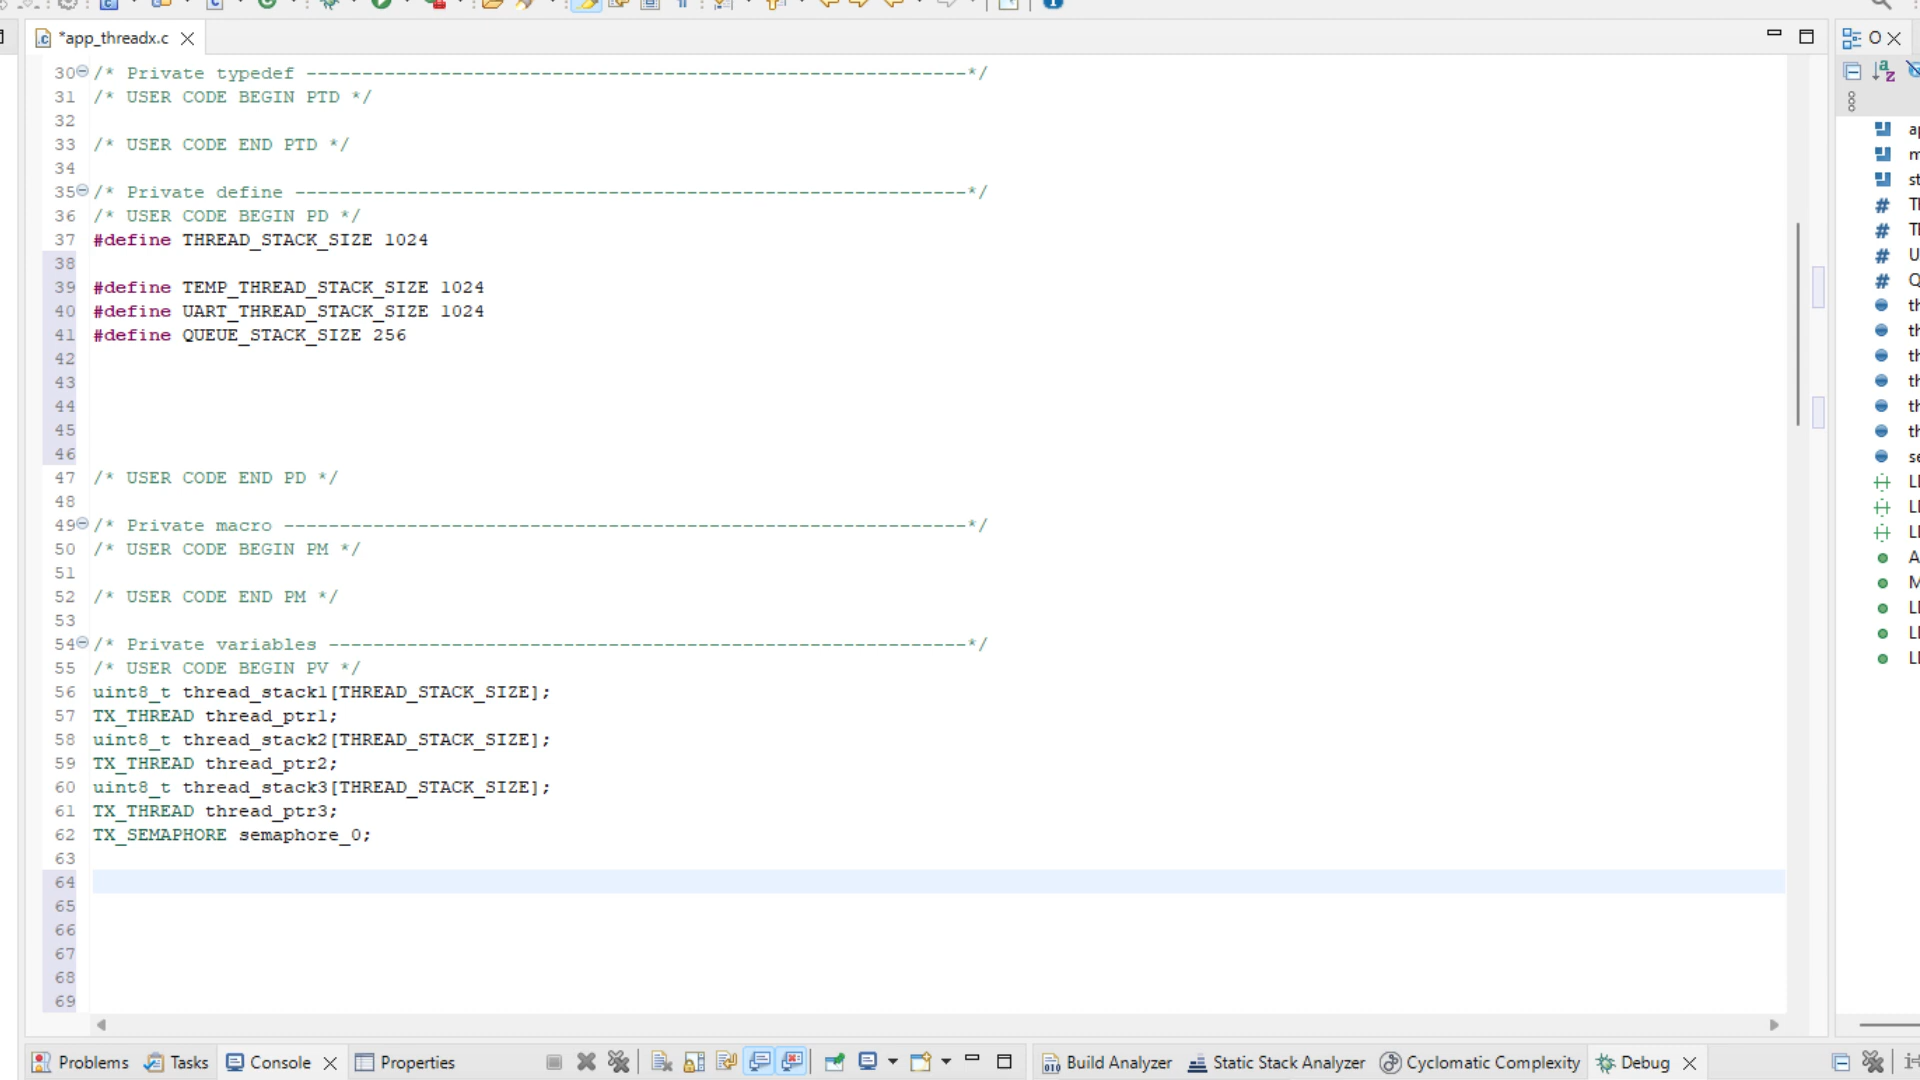 *app_threadx.c
O
30 /* Private typedef -----------------------------------------------------------*/
31 /* USER CODE BEGIN PTD */
32
33 /* USER CODE END PTD */
34
35 /* Private define ------------------------------------------------------------*/
36 /* USER CODE BEGIN PD */
37 #define THREAD_STACK_SIZE 1024
38
39 #define TEMP_THREAD_STACK_SIZE 1024
40 #define UART_THREAD_STACK_SIZE 1024
41 #define QUEUE_STACK_SIZE 256
42
43
44
45
46
47 /* USER CODE END PD */
48
49 /* Private macro -------------------------------------------------------------*/
50 /* USER CODE BEGIN PM */
51
52 /* USER CODE END PM */
53
54 /* Private variables ---------------------------------------------------------*/
55 /* USER CODE BEGIN PV */
56 uint8_t thread_stack1[THREAD_STACK_SIZE];
57 TX_THREAD thread_ptr1;
58 uint8_t thread_stack2[THREAD_STACK_SIZE];
59 TX_THREAD thread_ptr2;
60 uint8_t thread_stack3[THREAD_STACK_SIZE];
61 TX_THREAD thread_ptr3;
62 TX_SEMAPHORE semaphore_0;
63
64
65
66
67
68
69
Problems Tasks Console Properties Build Analyzer Static Stack Analyzer Cyclomatic Complexity Debug